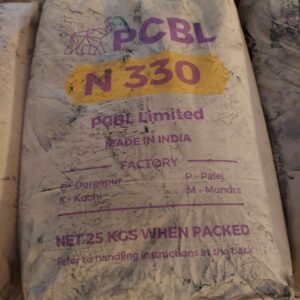 PCBL
N 330
PCBL Limited
MADE IN INDIA
FACTORY
D - Durgapur P - Palej
K - Kochi M - Mundra
NET 25 KGS WHEN PACKED
Refer to handling instructions at the back